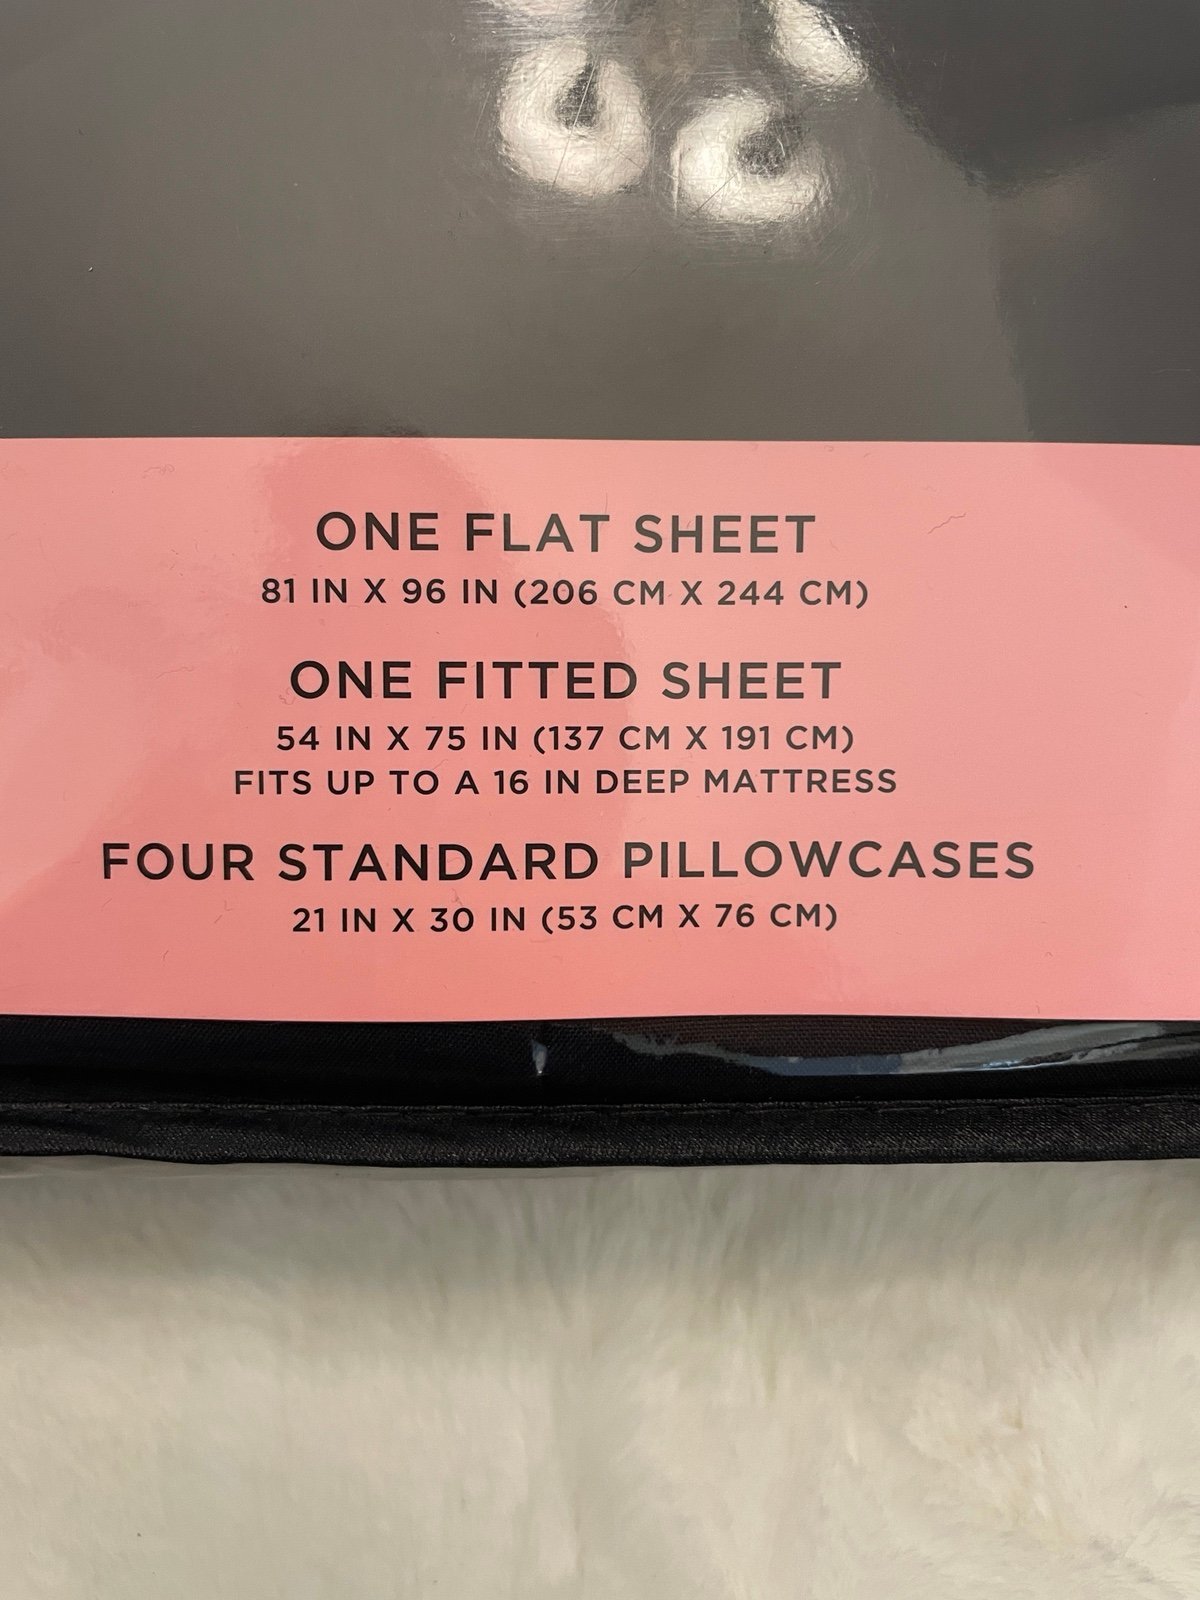 ONE FLAT SHEET
81 IN X 96 IN (206 CM X 244 CM)
ONE FITTED SHEET
54 IN X 75 IN (137 CM X 191 CM)
FITS UP TO A 16 IN DEEP MATTRESS
FOUR STANDARD PILLOWCASES
21 IN X 30 IN (53 CM X 76 CM)